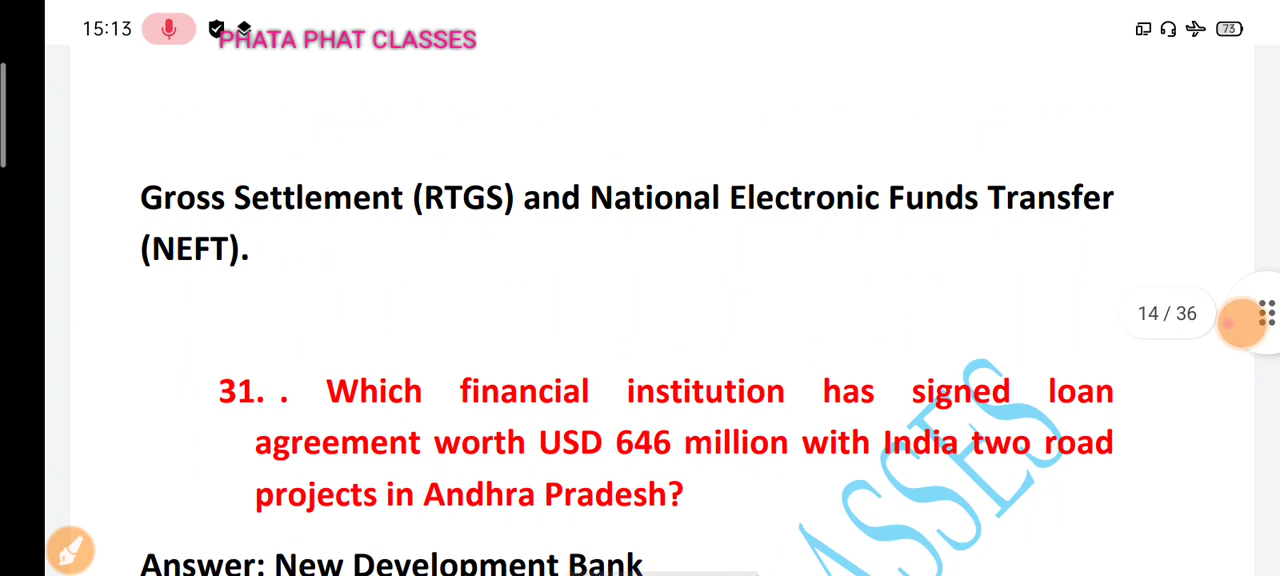 15:13
PHATA PHAT CLASSES
73
Gross Settlement (RTGS) and National Electronic Funds Transfer
(NEFT).
14 / 36
31. . Which financial institution has signed loan
agreement worth USD 646 million with India two road
projects in Andhra Pradesh?
ASSES
Answer: New Development Bank